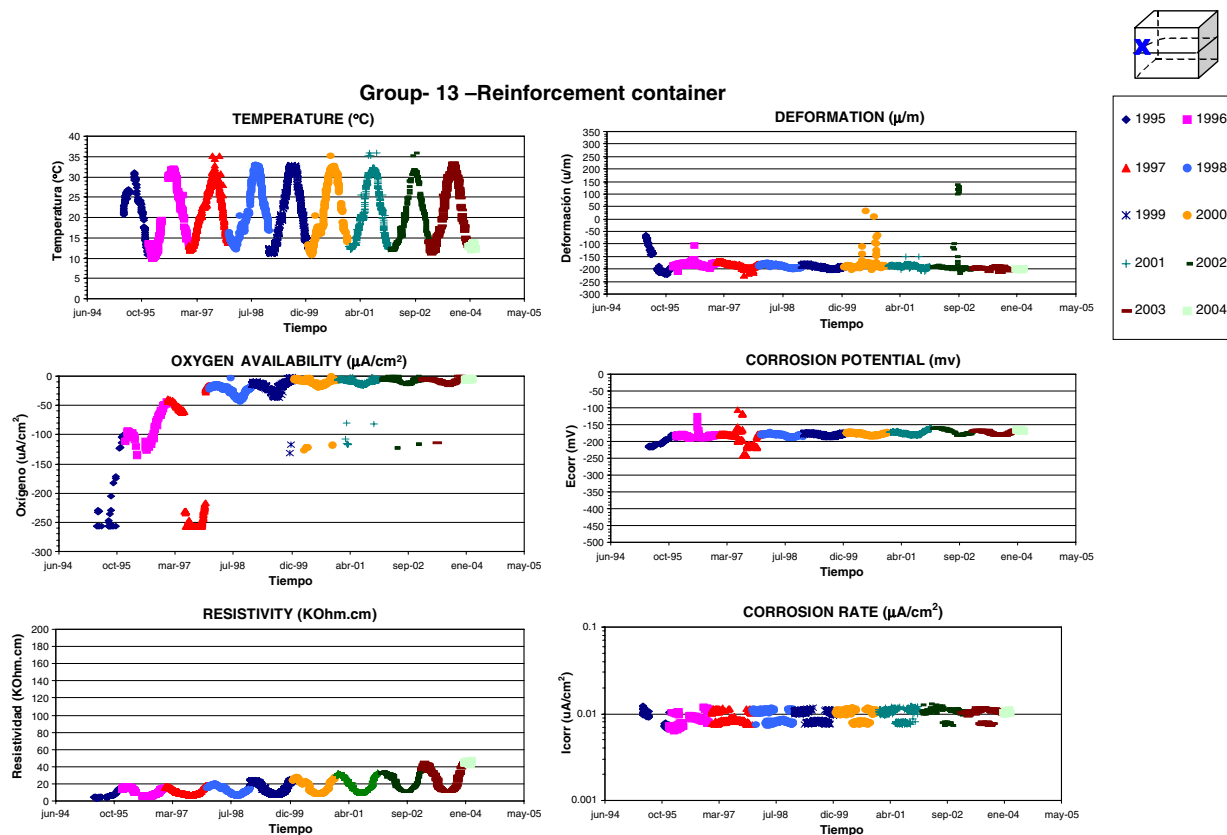 X
Group- 13 –Reinforcement container
TEMPERATURE (ºC)
Temperatura (ºC)
40
35
30
25
20
15
10
5
0
jun-94 oct-95 mar-97 jul-98 dic-99 abr-01 sep-02 ene-04 may-05
Tiempo
DEFORMATION (μ/m)
Deformación (u/m)
350
300
250
200
150
100
50
0
-50
-100
-150
-200
-250
-300
jun-94 oct-95 mar-97 jul-98 dic-99 abr-01 sep-02 ene-04 may-05
Tiempo
1995 1996
1997 1998
1999 2000
2001 2002
2003 2004
OXYGEN AVAILABILITY (μA/cm²)
Oxígeno (uA/cm²)
0
-50
-100
-150
-200
-250
-300
jun-94 oct-95 mar-97 jul-98 dic-99 abr-01 sep-02 ene-04 may-05
Tiempo
CORROSION POTENTIAL (mv)
Ecorr (mV)
0
-50
-100
-150
-200
-250
-300
-350
-400
-450
-500
jun-94 oct-95 mar-97 jul-98 dic-99 abr-01 sep-02 ene-04 may-05
Tiempo
RESISTIVITY (KOhm.cm)
Resistividad (KOhm.cm)
200
180
160
140
120
100
80
60
40
20
0
jun-94 oct-95 mar-97 jul-98 dic-99 abr-01 sep-02 ene-04 may-05
Tiempo
CORROSION RATE (μA/cm²)
Icorr (uA/cm²)
0.1
0.01
0.001
jun-94 oct-95 mar-97 jul-98 dic-99 abr-01 sep-02 ene-04 may-05
Tiempo